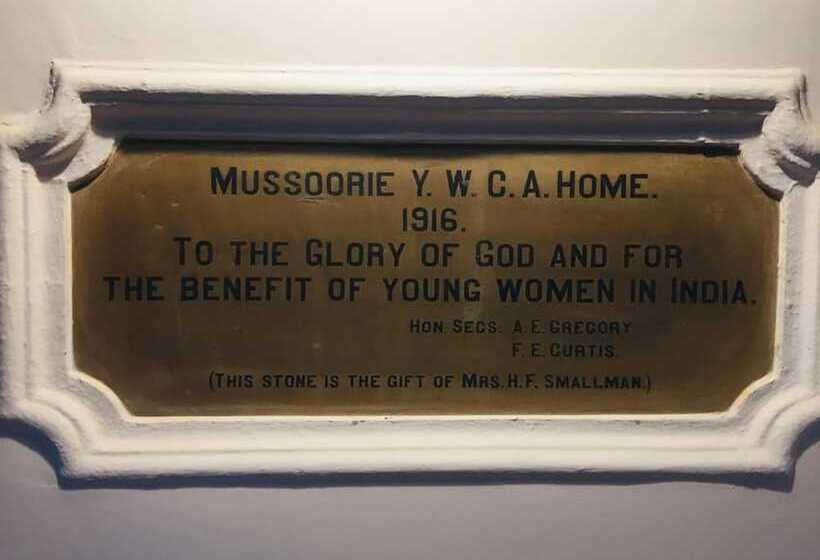 MUSSOORIE Y. W. C. A. HOME.
1916.
TO THE GLORY OF GOD AND FOR
THE BENEFIT OF YOUNG WOMEN IN INDIA.
HON. SECS: A. E. GREGORY
F. E. CURTIS.
(THIS STONE IS THE GIFT OF MRS. H. F. SMALLMAN.)